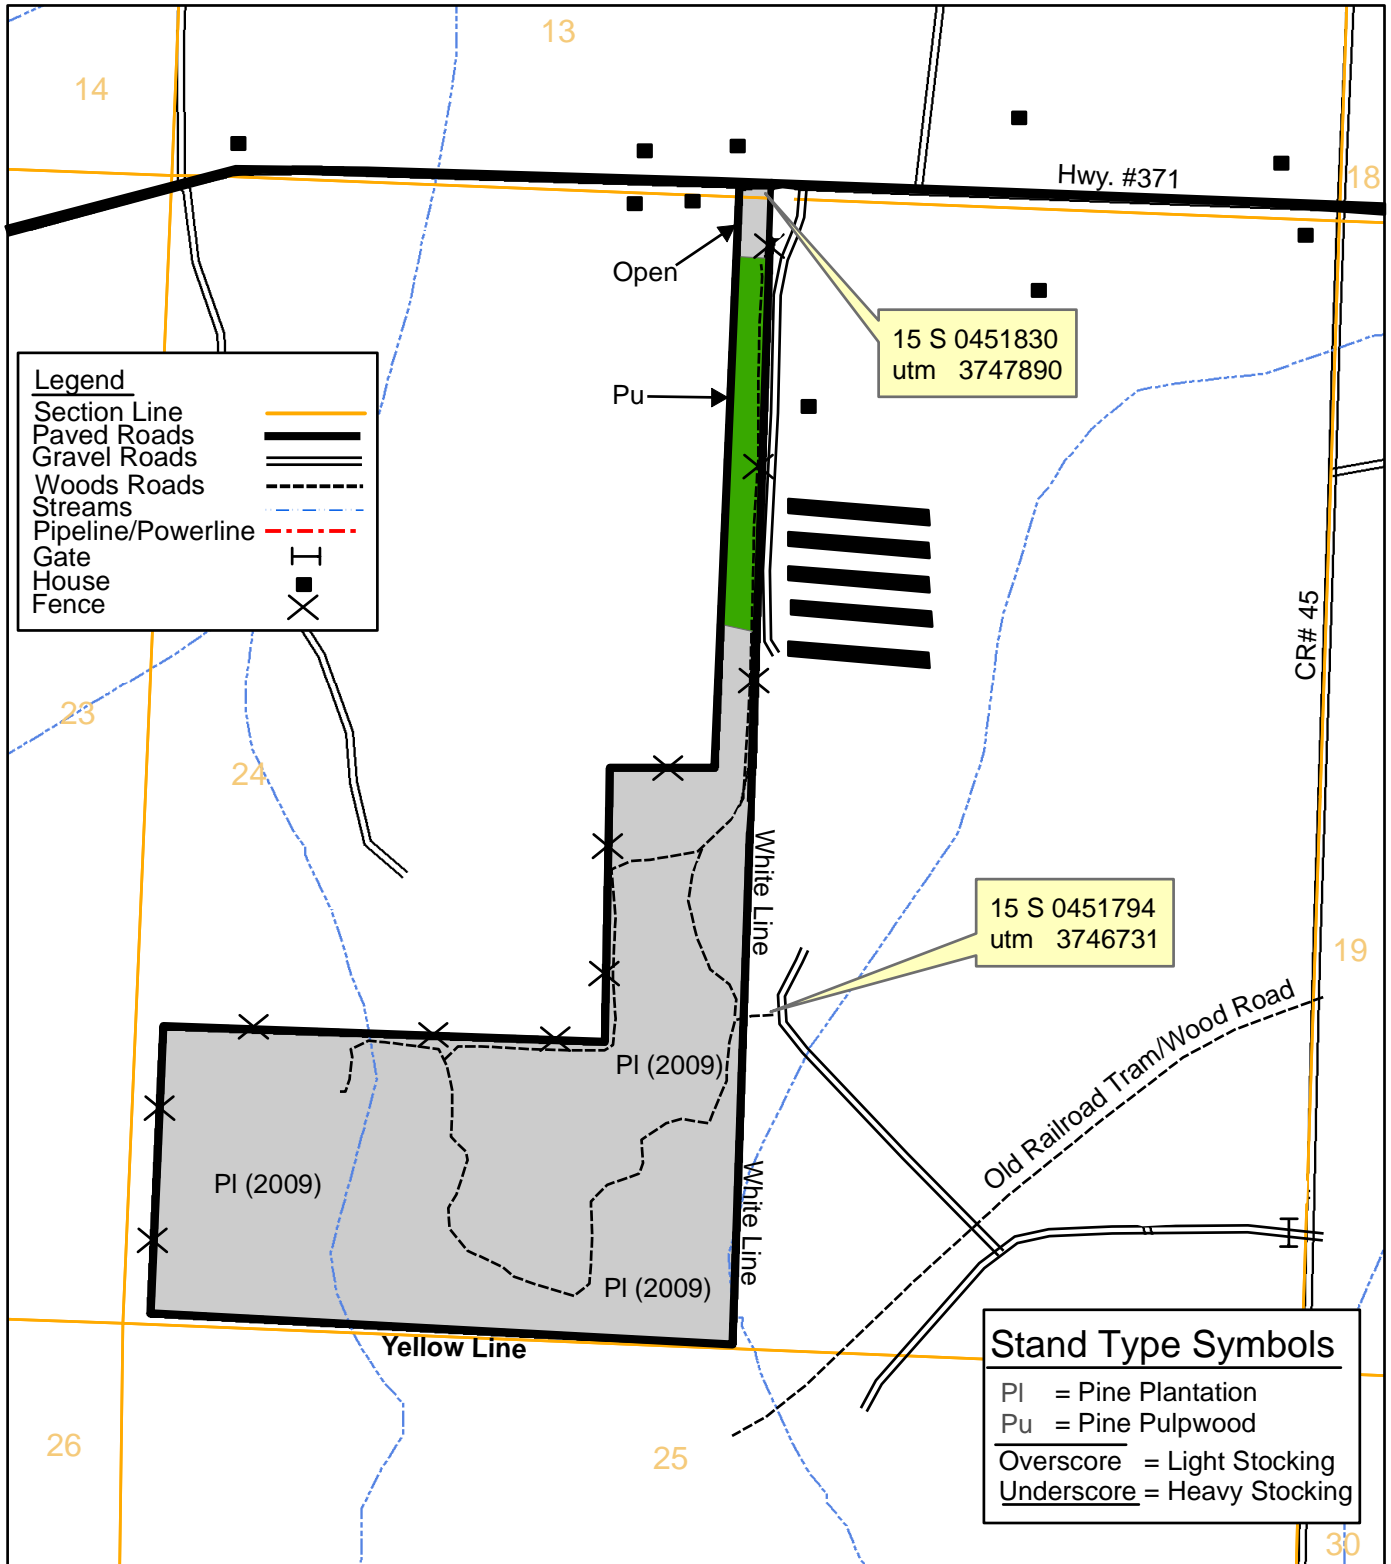 13
14
Hwy. #371
18
Open
15 S 0451830
utm 3747890
Legend
Section Line
Paved Roads
Gravel Roads
Woods Roads
Streams
Pipeline/Powerline
Gate
House
Fence
Pu
CR# 45
23
24
White Line
15 S 0451794
utm 3746731
19
Old Railroad Tram/Wood Road
Pl (2009)
Pl (2009)
White Line
Pl (2009)
Yellow Line
Stand Type Symbols
Pl = Pine Plantation
Pu = Pine Pulpwood
Overscore = Light Stocking
Underscore = Heavy Stocking
26
25
30